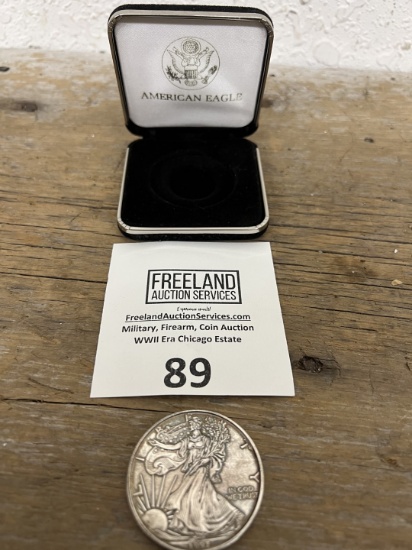 AMERICAN EAGLE
FREELAND
AUCTION SERVICES
FreelandAuctionServices.com
Military, Firearm, Coin Auction
WWII Era Chicago Estate
89
IN GOD
WE TRUST